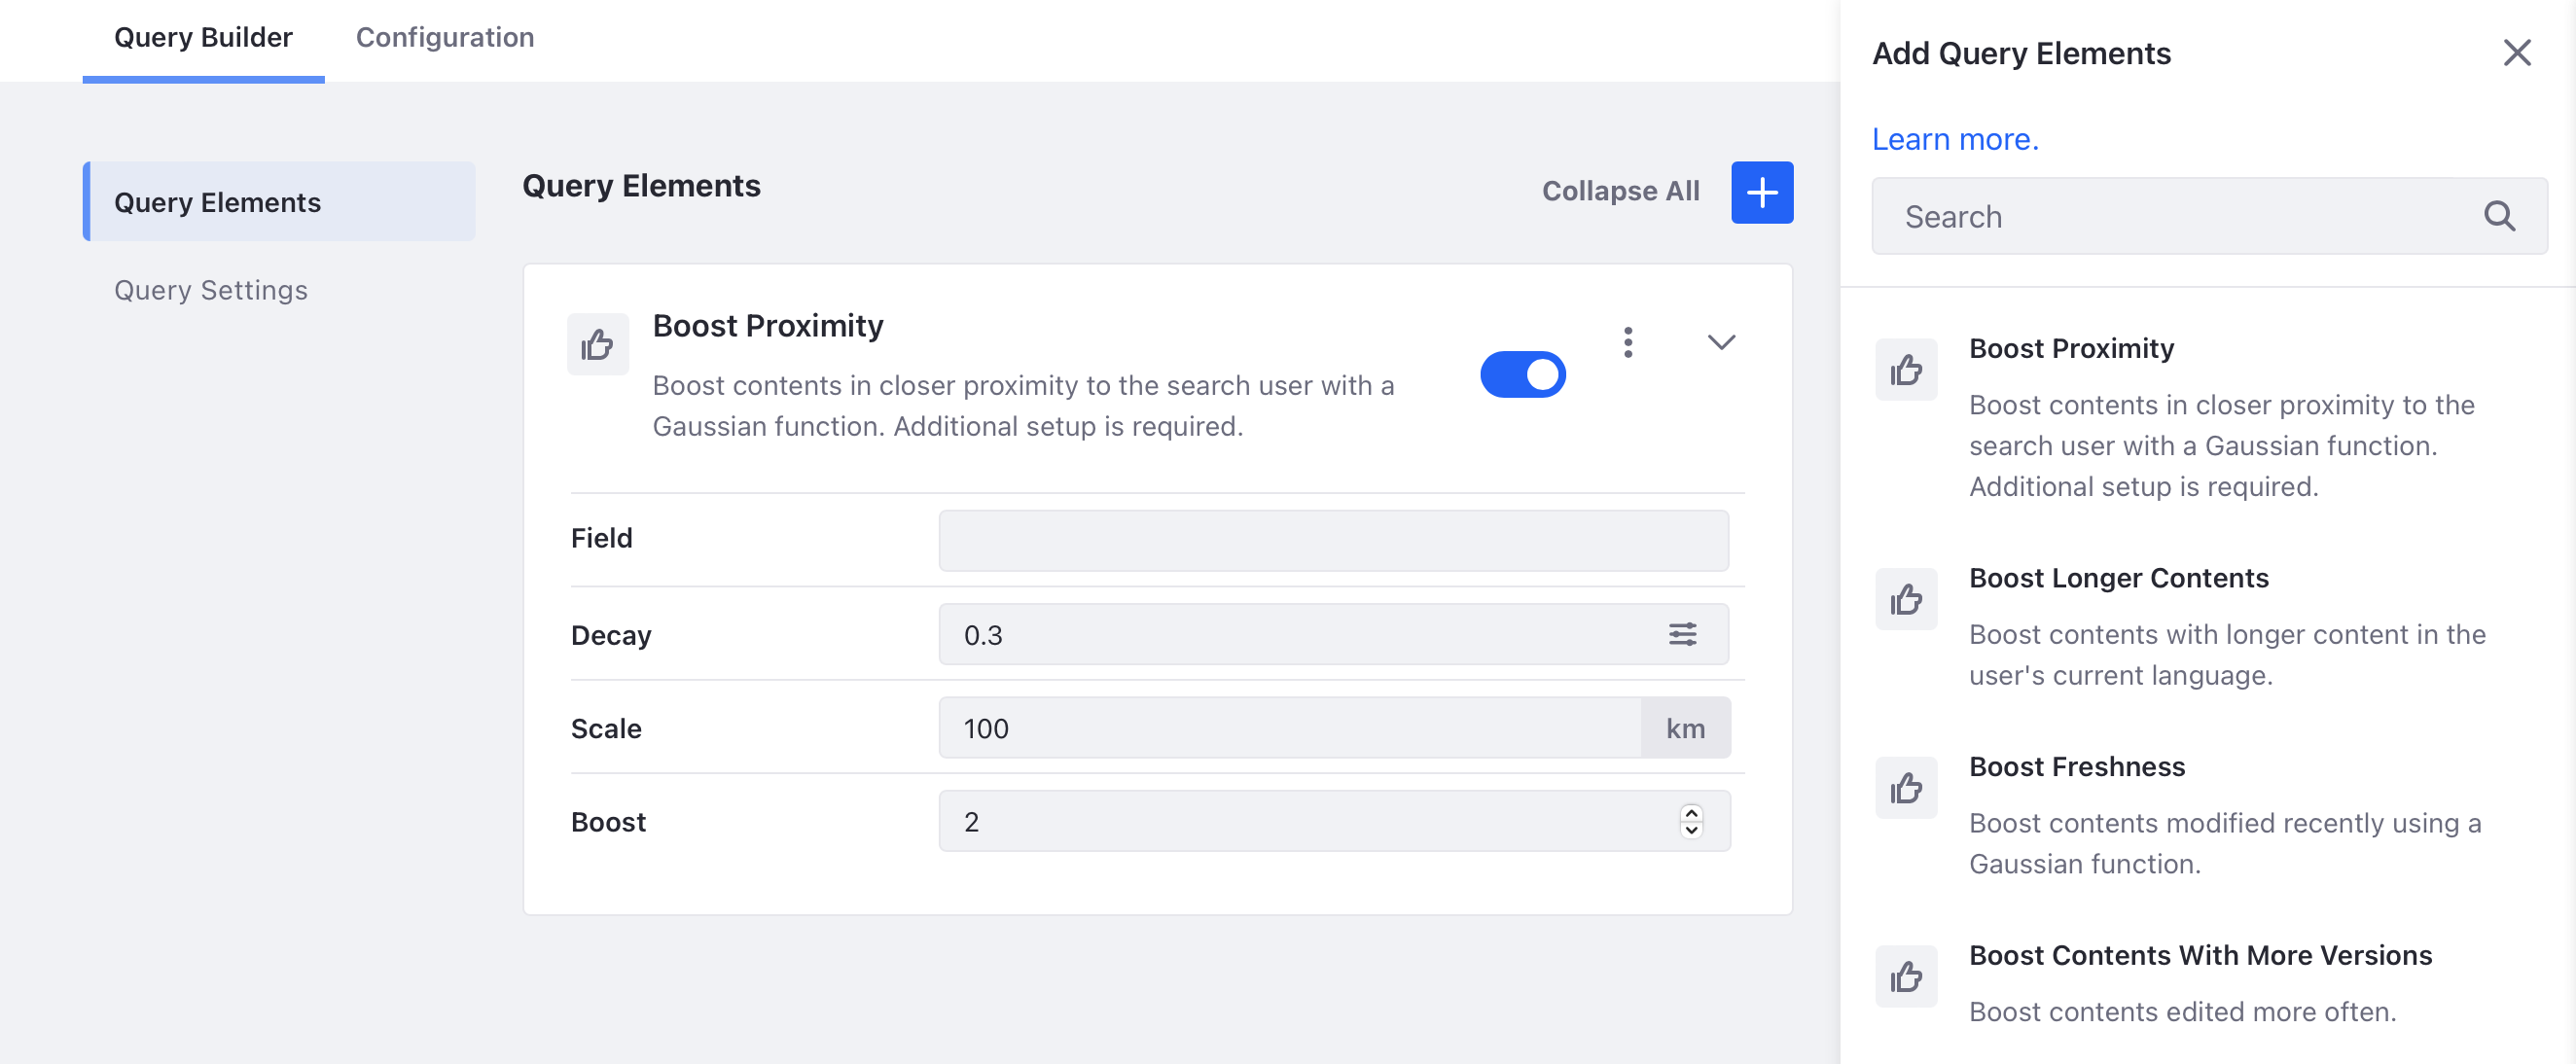 Query Builder
Configuration
Query Elements
Query Settings
Query Elements
Collapse All
Boost Proximity
Boost contents in closer proximity to the search user with a
Gaussian function. Additional setup is required.
Field
Decay
0.3
Scale
100
km
Boost
2
Add Query Elements
Learn more.
Search
Boost Proximity
Boost contents in closer proximity to the
search user with a Gaussian function.
Additional setup is required.
Boost Longer Contents
Boost contents with longer content in the
user's current language.
Boost Freshness
Boost contents modified recently using a
Gaussian function.
Boost Contents With More Versions
Boost contents edited more often.